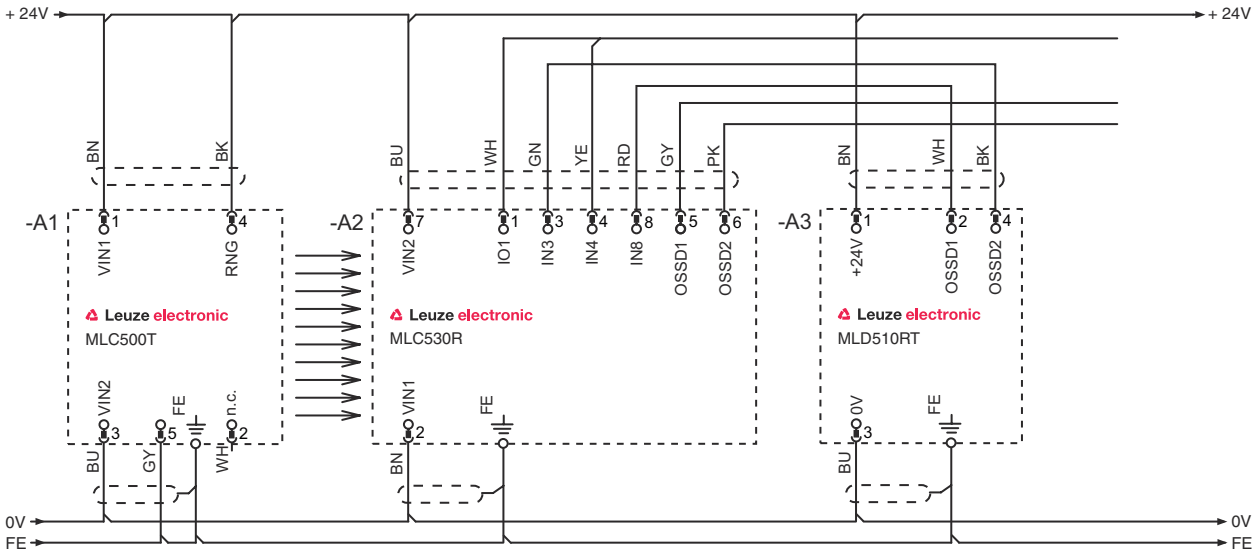 + 24V
+ 24V
BN
BK
BU
WH
GN
YE
RD
GY
PK
BN
WH
BK
-A1
1
4
-A2
7
1
3
4
8
5
6
-A3
1
2
4
VIN1
RNG
VIN2
IO1
IN3
IN4
IN8
OSSD1
OSSD2
+24V
OSSD1
OSSD2
Leuze electronic
MLC500T
Leuze electronic
MLC530R
Leuze electronic
MLD510RT
VIN2
FE
n.c.
VIN1
FE
0V
FE
3
5
2
2
3
BU
GY
WH
BN
BU
0V
0V
FE
FE